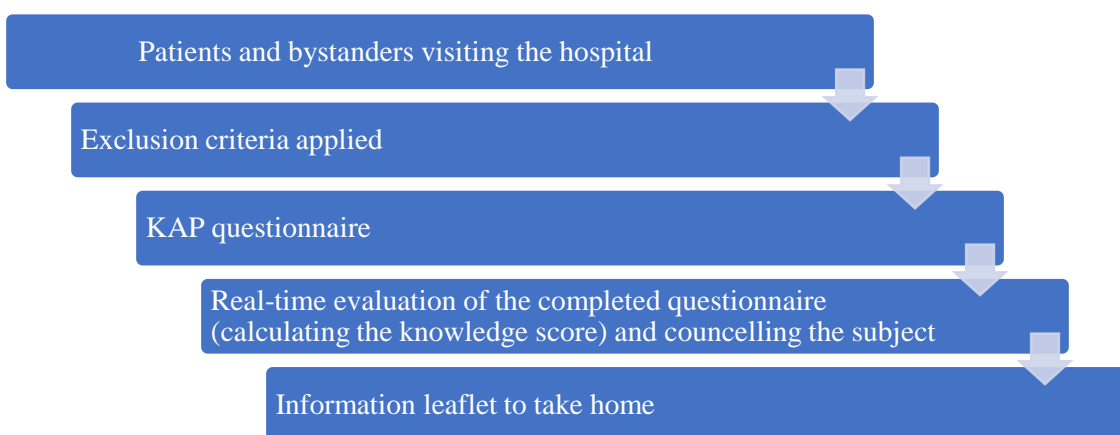 Patients and bystanders visiting the hospital
Exclusion criteria applied
KAP questionnaire
Real-time evaluation of the completed questionnaire
(calculating the knowledge score) and councelling the subject
Information leaflet to take home